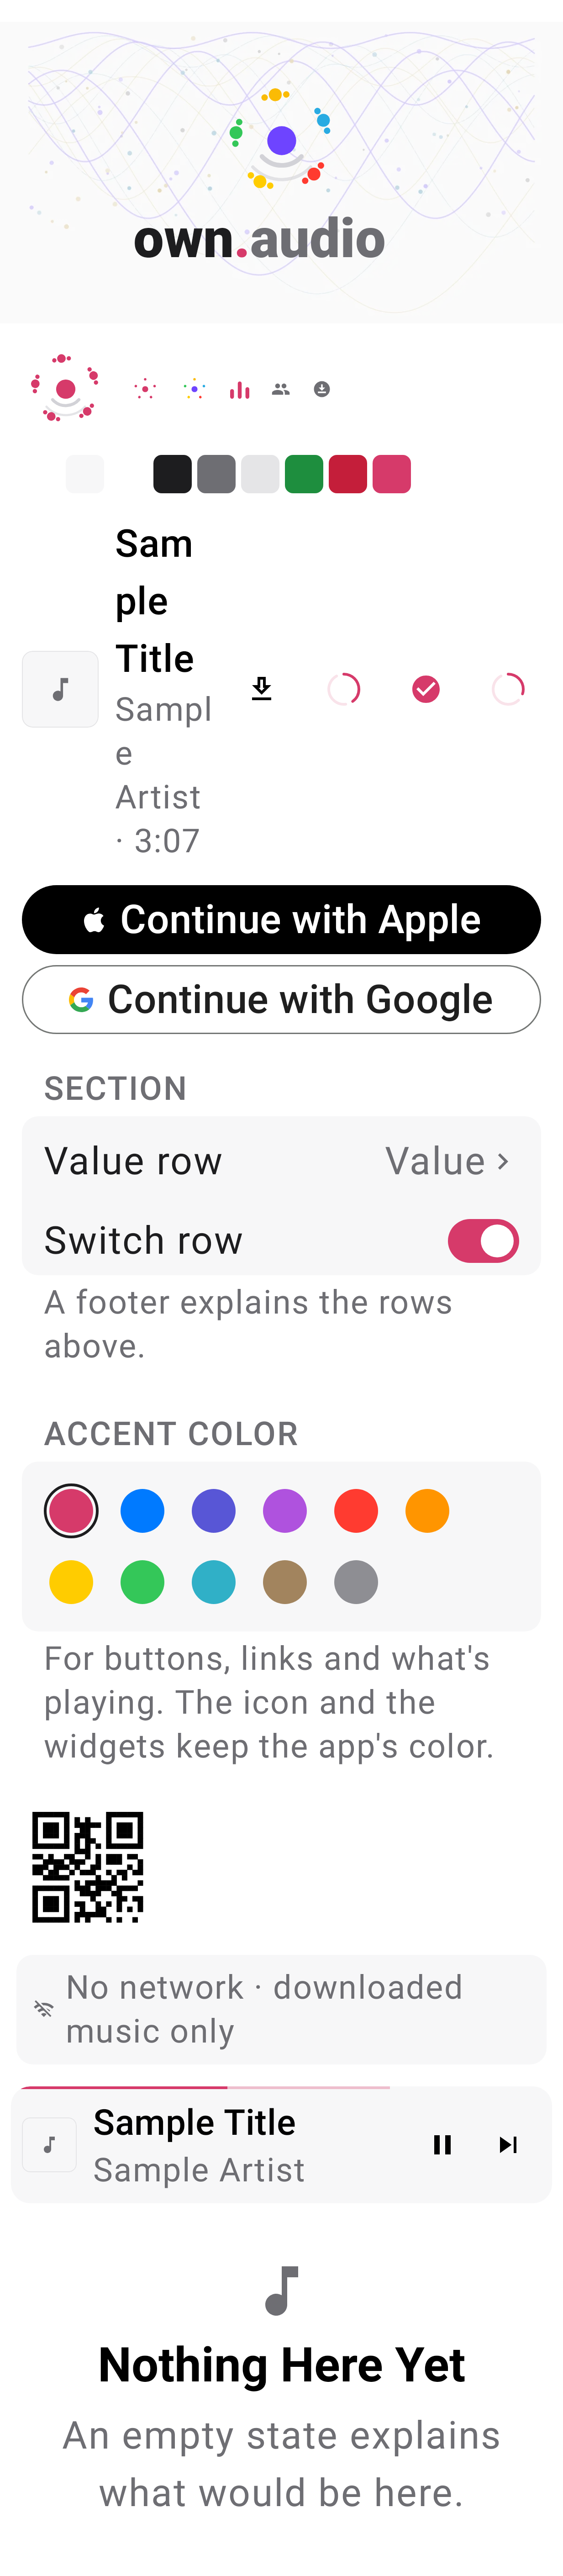 own.audio
Sam
ple
Title
Sampl
e
Artist
· 3:07
Continue with Apple
Continue with Google
SECTION
Value row
Value
Switch row
A footer explains the rows
above.
ACCENT COLOR
For buttons, links and what's
playing. The icon and the
widgets keep the app's color.
No network · downloaded
music only
Sample Title
Sample Artist
Nothing Here Yet
An empty state explains
what would be here.